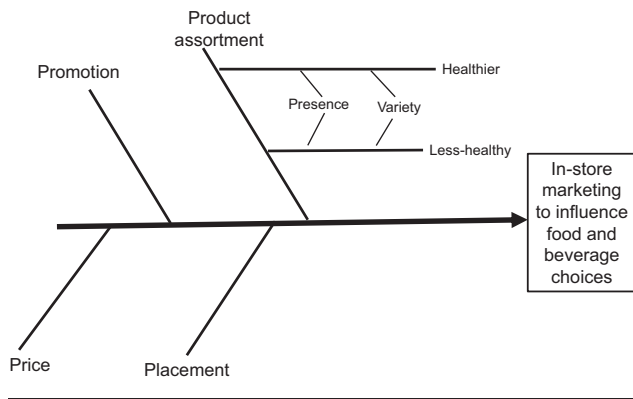 Product
assortment
Promotion
Healthier
Presence
Variety
Less-healthy
In-store
marketing
to influence
food and
beverage
choices
Price
Placement